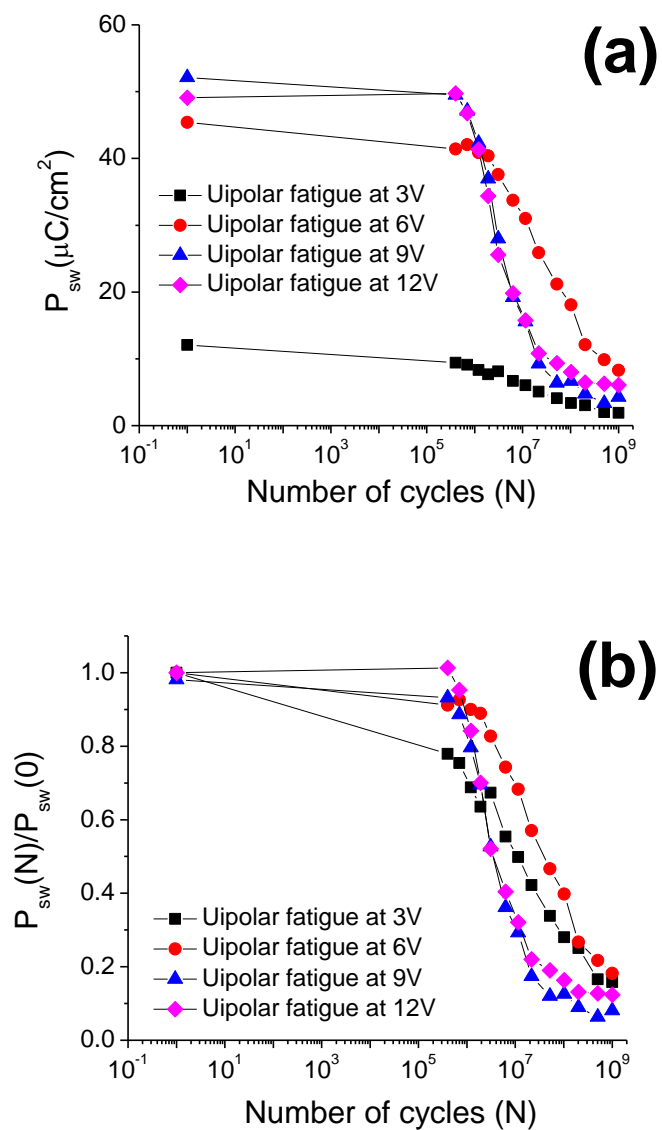 (a)
60
40
20
0
P_sw(μC/cm²)
Uipolar fatigue at 3V
Uipolar fatigue at 6V
Uipolar fatigue at 9V
Uipolar fatigue at 12V
10⁻¹ 10¹ 10³ 10⁵ 10⁷ 10⁹
Number of cycles (N)
(b)
1.0
0.8
0.6
0.4
0.2
0.0
P_sw(N)/P_sw(0)
Uipolar fatigue at 3V
Uipolar fatigue at 6V
Uipolar fatigue at 9V
Uipolar fatigue at 12V
10⁻¹ 10¹ 10³ 10⁵ 10⁷ 10⁹
Number of cycles (N)